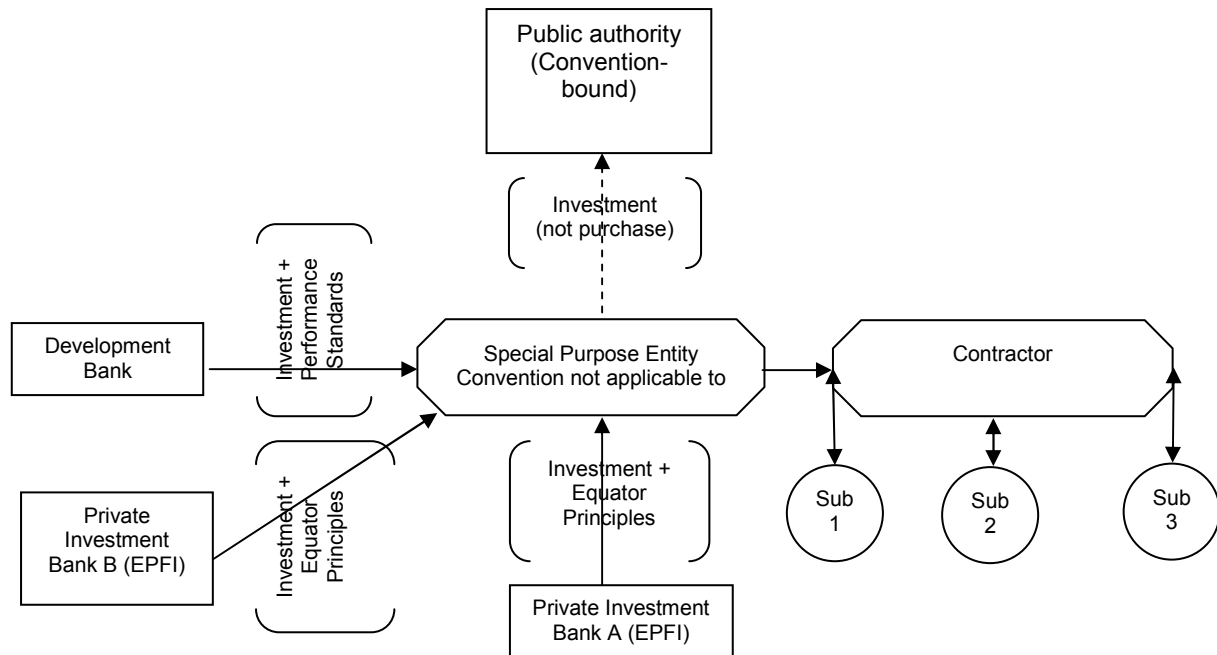 Public authority
(Convention-
bound)
Investment
(not purchase)
Investment +
Performance
Standards
Development
Bank
Special Purpose Entity
Convention not applicable to
Contractor
Investment +
Equator
Principles
Investment +
Equator
Principles
Private
Investment
Bank B (EPFI)
Sub
1
Sub
2
Sub
3
Private Investment
Bank A (EPFI)